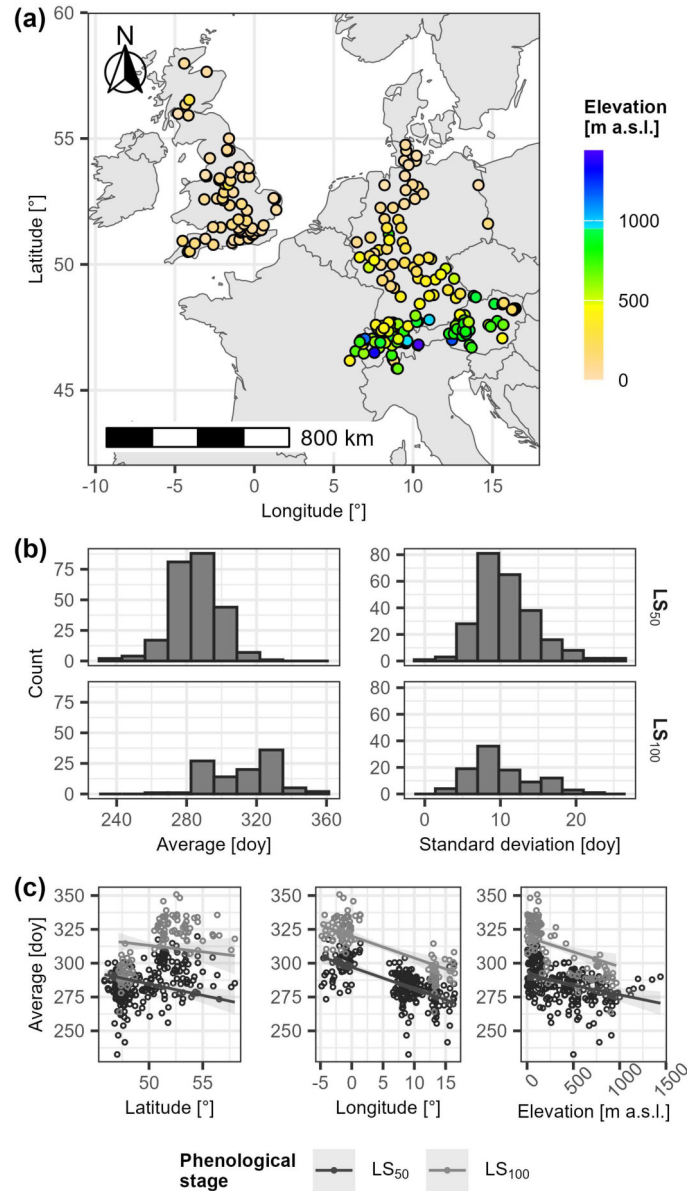 (a)
60
55
50
45
Latitude [°]
N
800 km
-10 -5 0 5 10 15
Longitude [°]
Elevation
[m a.s.l.]
1000
500
0
(b)
75
50
25
0
80
60
40
20
0
LS50
Count
75
50
25
0
80
60
40
20
0
LS100
240 280 320 360
0 10 20
Average [doy]
Standard deviation [doy]
(c)
350
325
300
275
250
Average [doy]
350
325
300
275
250
350
325
300
275
250
50 55
-5 0 5 10 15
0 500 1000 1500
Latitude [°]
Longitude [°]
Elevation [m a.s.l.]
Phenological
stage
LS50
LS100